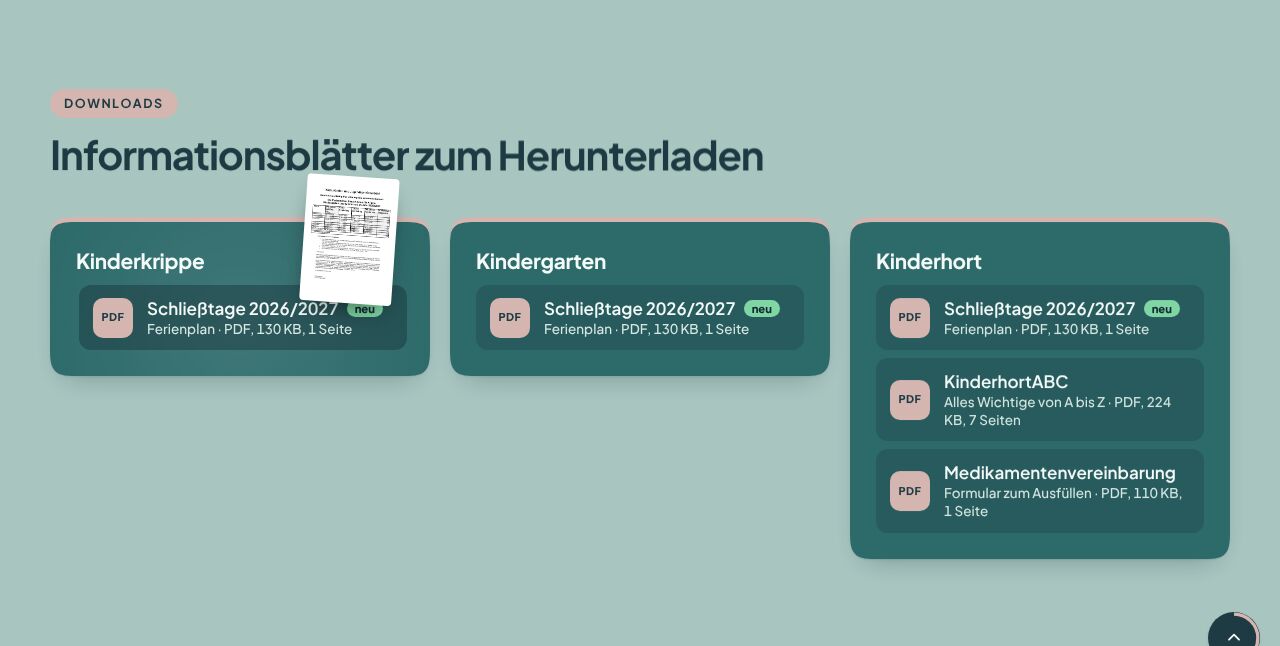 DOWNLOADS
Informationsblätter zum Herunterladen
Kinderkrippe
PDF
Schließtage 2026/2027 neu
Ferienplan · PDF, 130 KB, 1 Seite
Kindergarten
PDF
Schließtage 2026/2027 neu
Ferienplan · PDF, 130 KB, 1 Seite
Kinderhort
PDF
Schließtage 2026/2027 neu
Ferienplan · PDF, 130 KB, 1 Seite
PDF
KinderhortABC
Alles Wichtige von A bis Z · PDF, 224
KB, 7 Seiten
PDF
Medikamentenvereinbarung
Formular zum Ausfüllen · PDF, 110 KB,
1 Seite